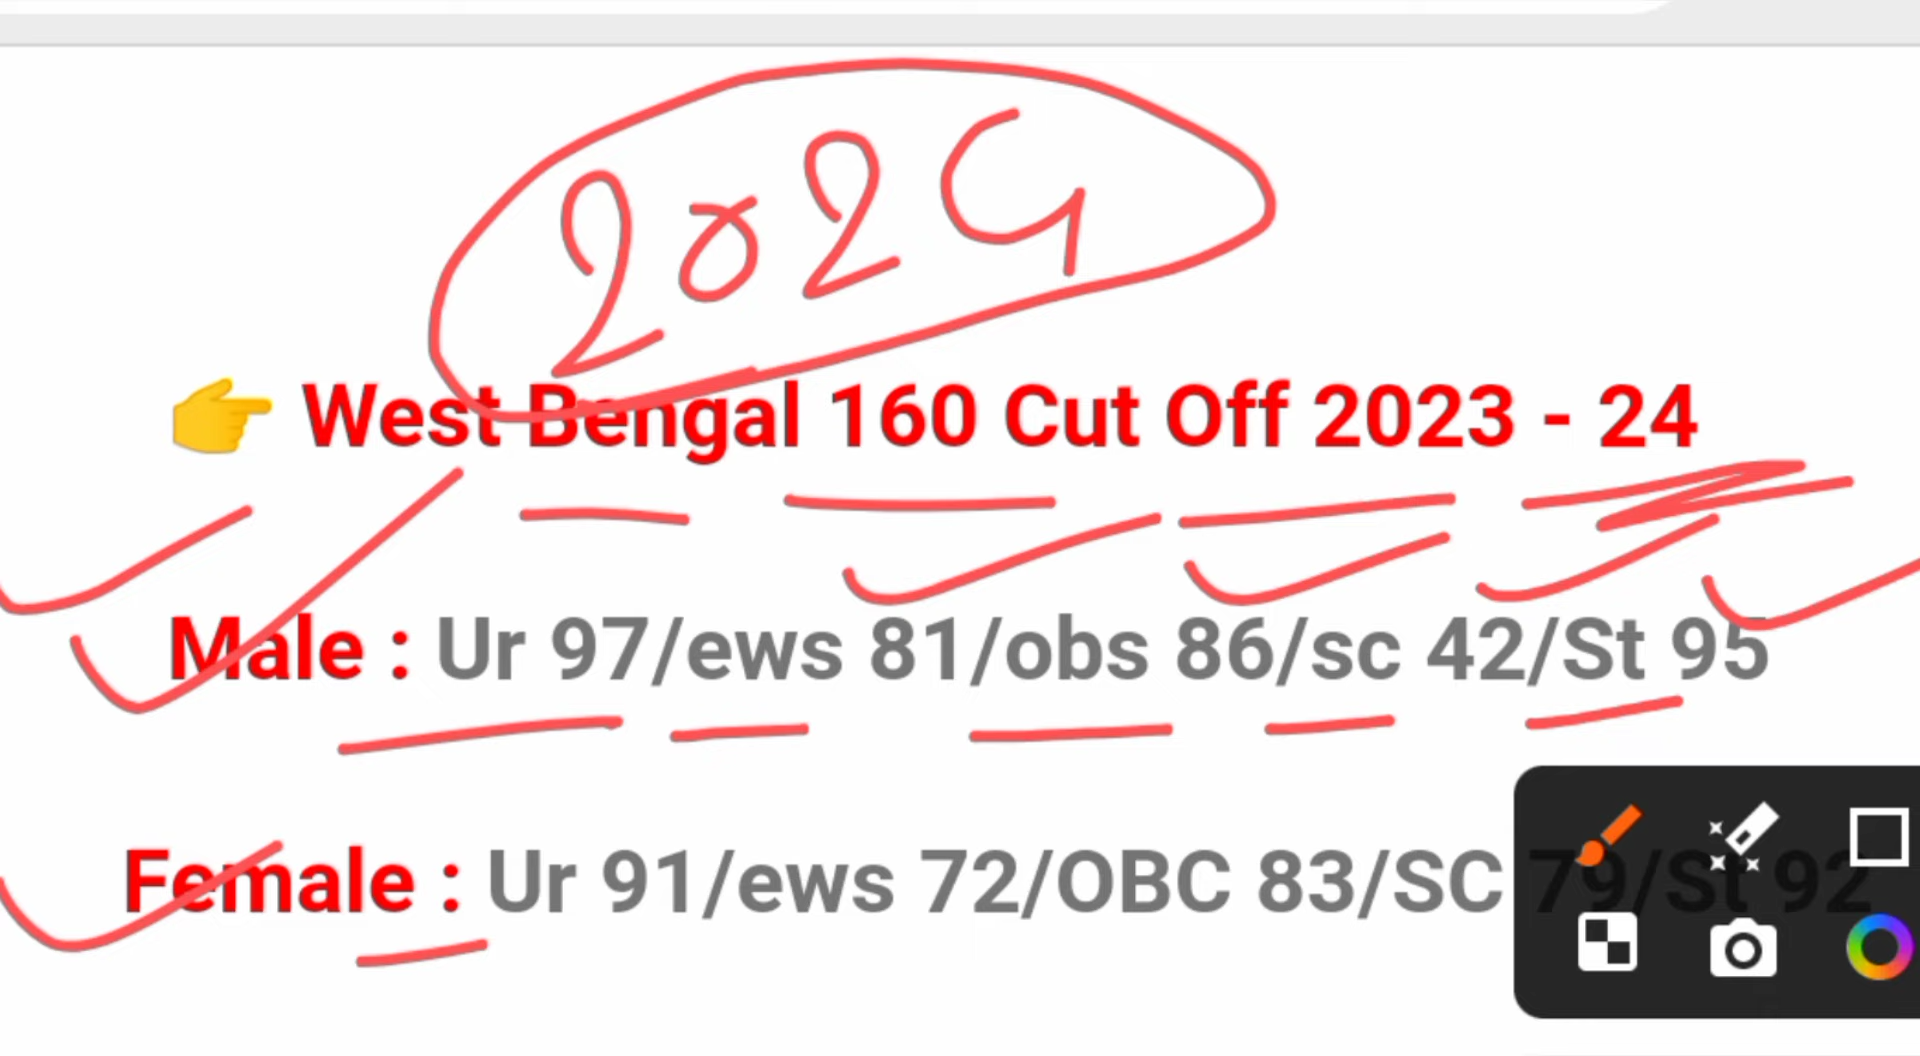 2024
👉 West Bengal 160 Cut Off 2023 - 24
Male : Ur 97/ews 81/obs 86/sc 42/St 95
Female : Ur 91/ews 72/OBC 83/SC 79/St 92